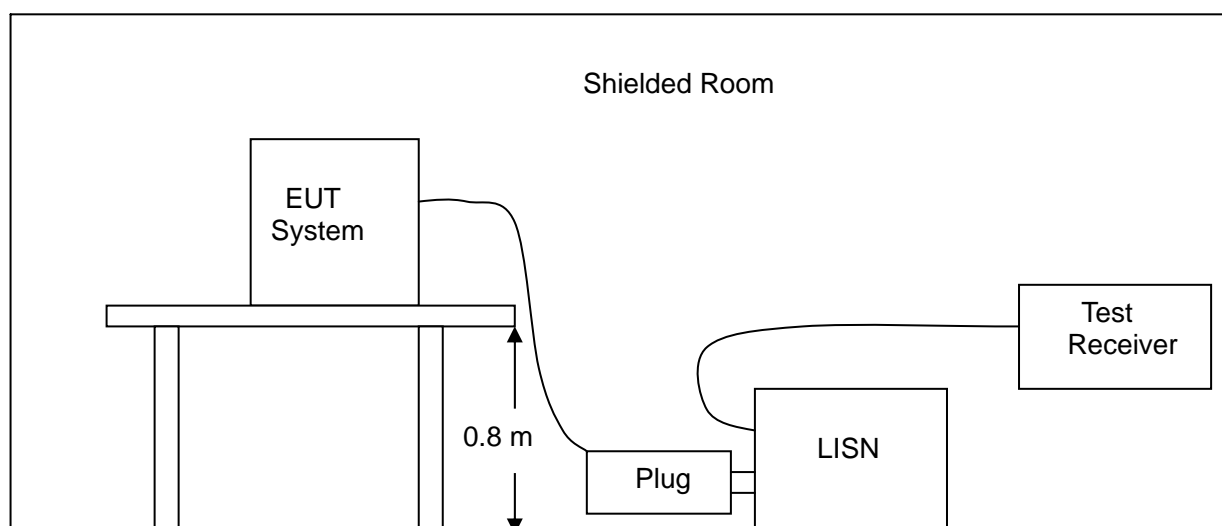 Shielded Room
EUT
System
Test
Receiver
0.8 m
LISN
Plug